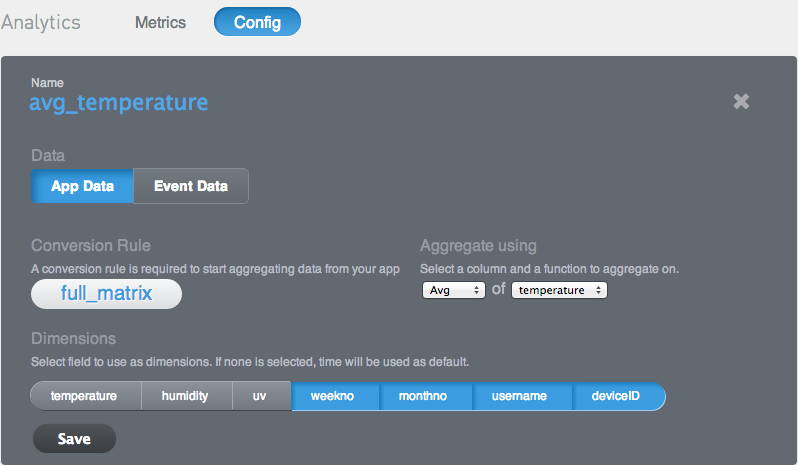 Analytics Metrics Config
Name
avg_temperature
Data
App Data Event Data
Conversion Rule
A conversion rule is required to start aggregating data from your app
full_matrix
Aggregate using
Select a column and a function to aggregate on.
Avg of temperature
Dimensions
Select field to use as dimensions. If none is selected, time will be used as default.
temperature humidity uv weekno monthno username deviceID
Save